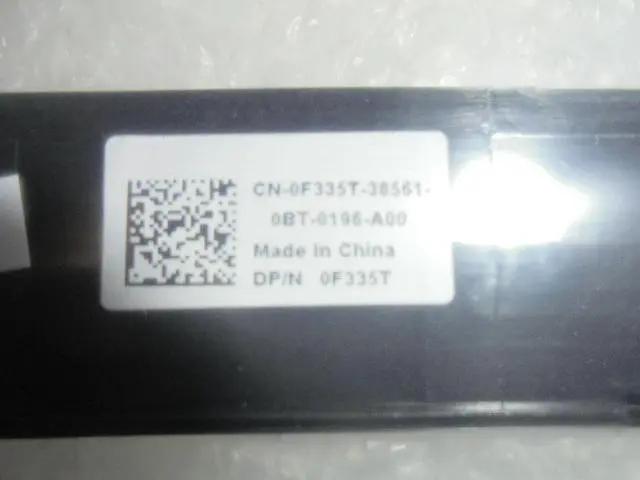 CN-0F335T-38561-
0BT-0196-A00
Made in China
DP/N 0F335T